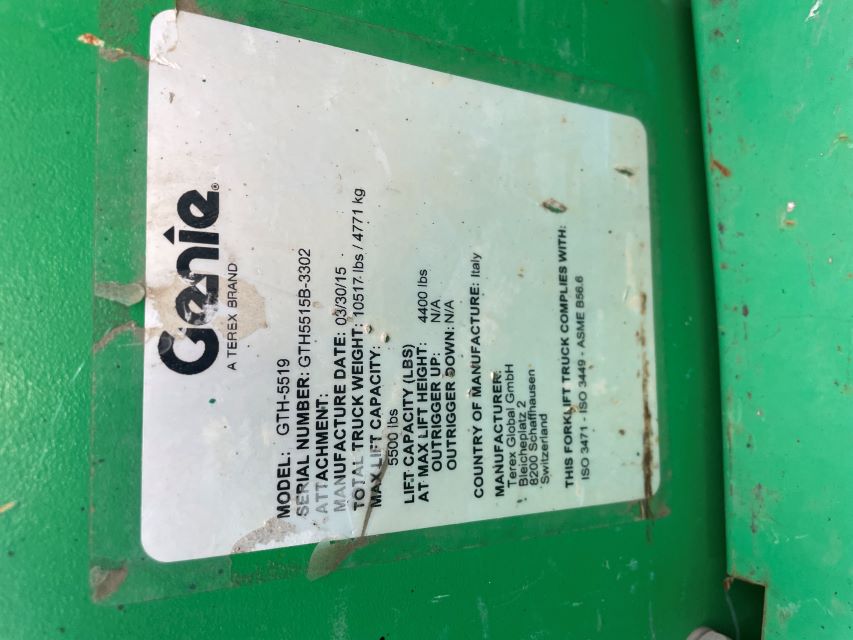 Genie®
A TEREX BRAND
MODEL: GTH-5519
SERIAL NUMBER: GTH5515B-3302
ATTACHMENT:
MANUFACTURE DATE: 03/30/15
TOTAL TRUCK WEIGHT: 10517 lbs / 4771 kg
MAX LIFT CAPACITY:
5500 lbs
LIFT CAPACITY (LBS)
AT MAX LIFT HEIGHT: 4400 lbs
OUTRIGGER UP: N/A
OUTRIGGER DOWN: N/A
COUNTRY OF MANUFACTURE: Italy
MANUFACTURER:
Terex Global GmbH
Bleicheplatz 2
8200 Schaffhausen
Switzerland
THIS FORKLIFT TRUCK COMPLIES WITH:
ISO 3471 - ISO 3449 - ASME B56.6